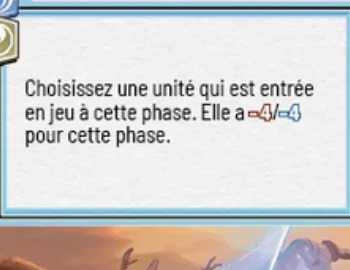 Choisissez une unité qui est entrée
en jeu à cette phase. Elle a -4/-4
pour cette phase.